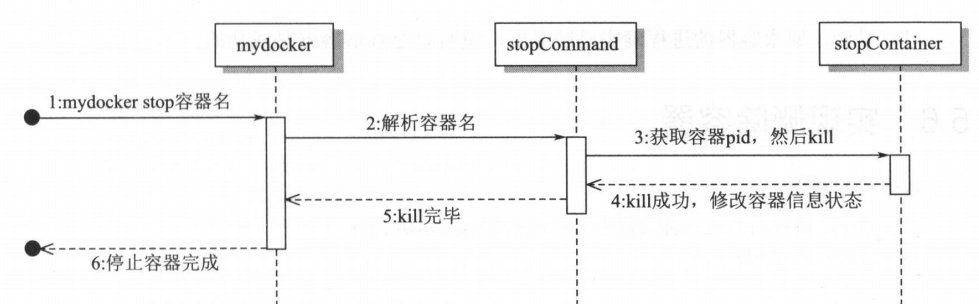 mydocker
stopCommand
stopContainer
1:mydocker stop容器名
2:解析容器名
3:获取容器pid，然后kill
4:kill成功，修改容器信息状态
5:kill完毕
6:停止容器完成